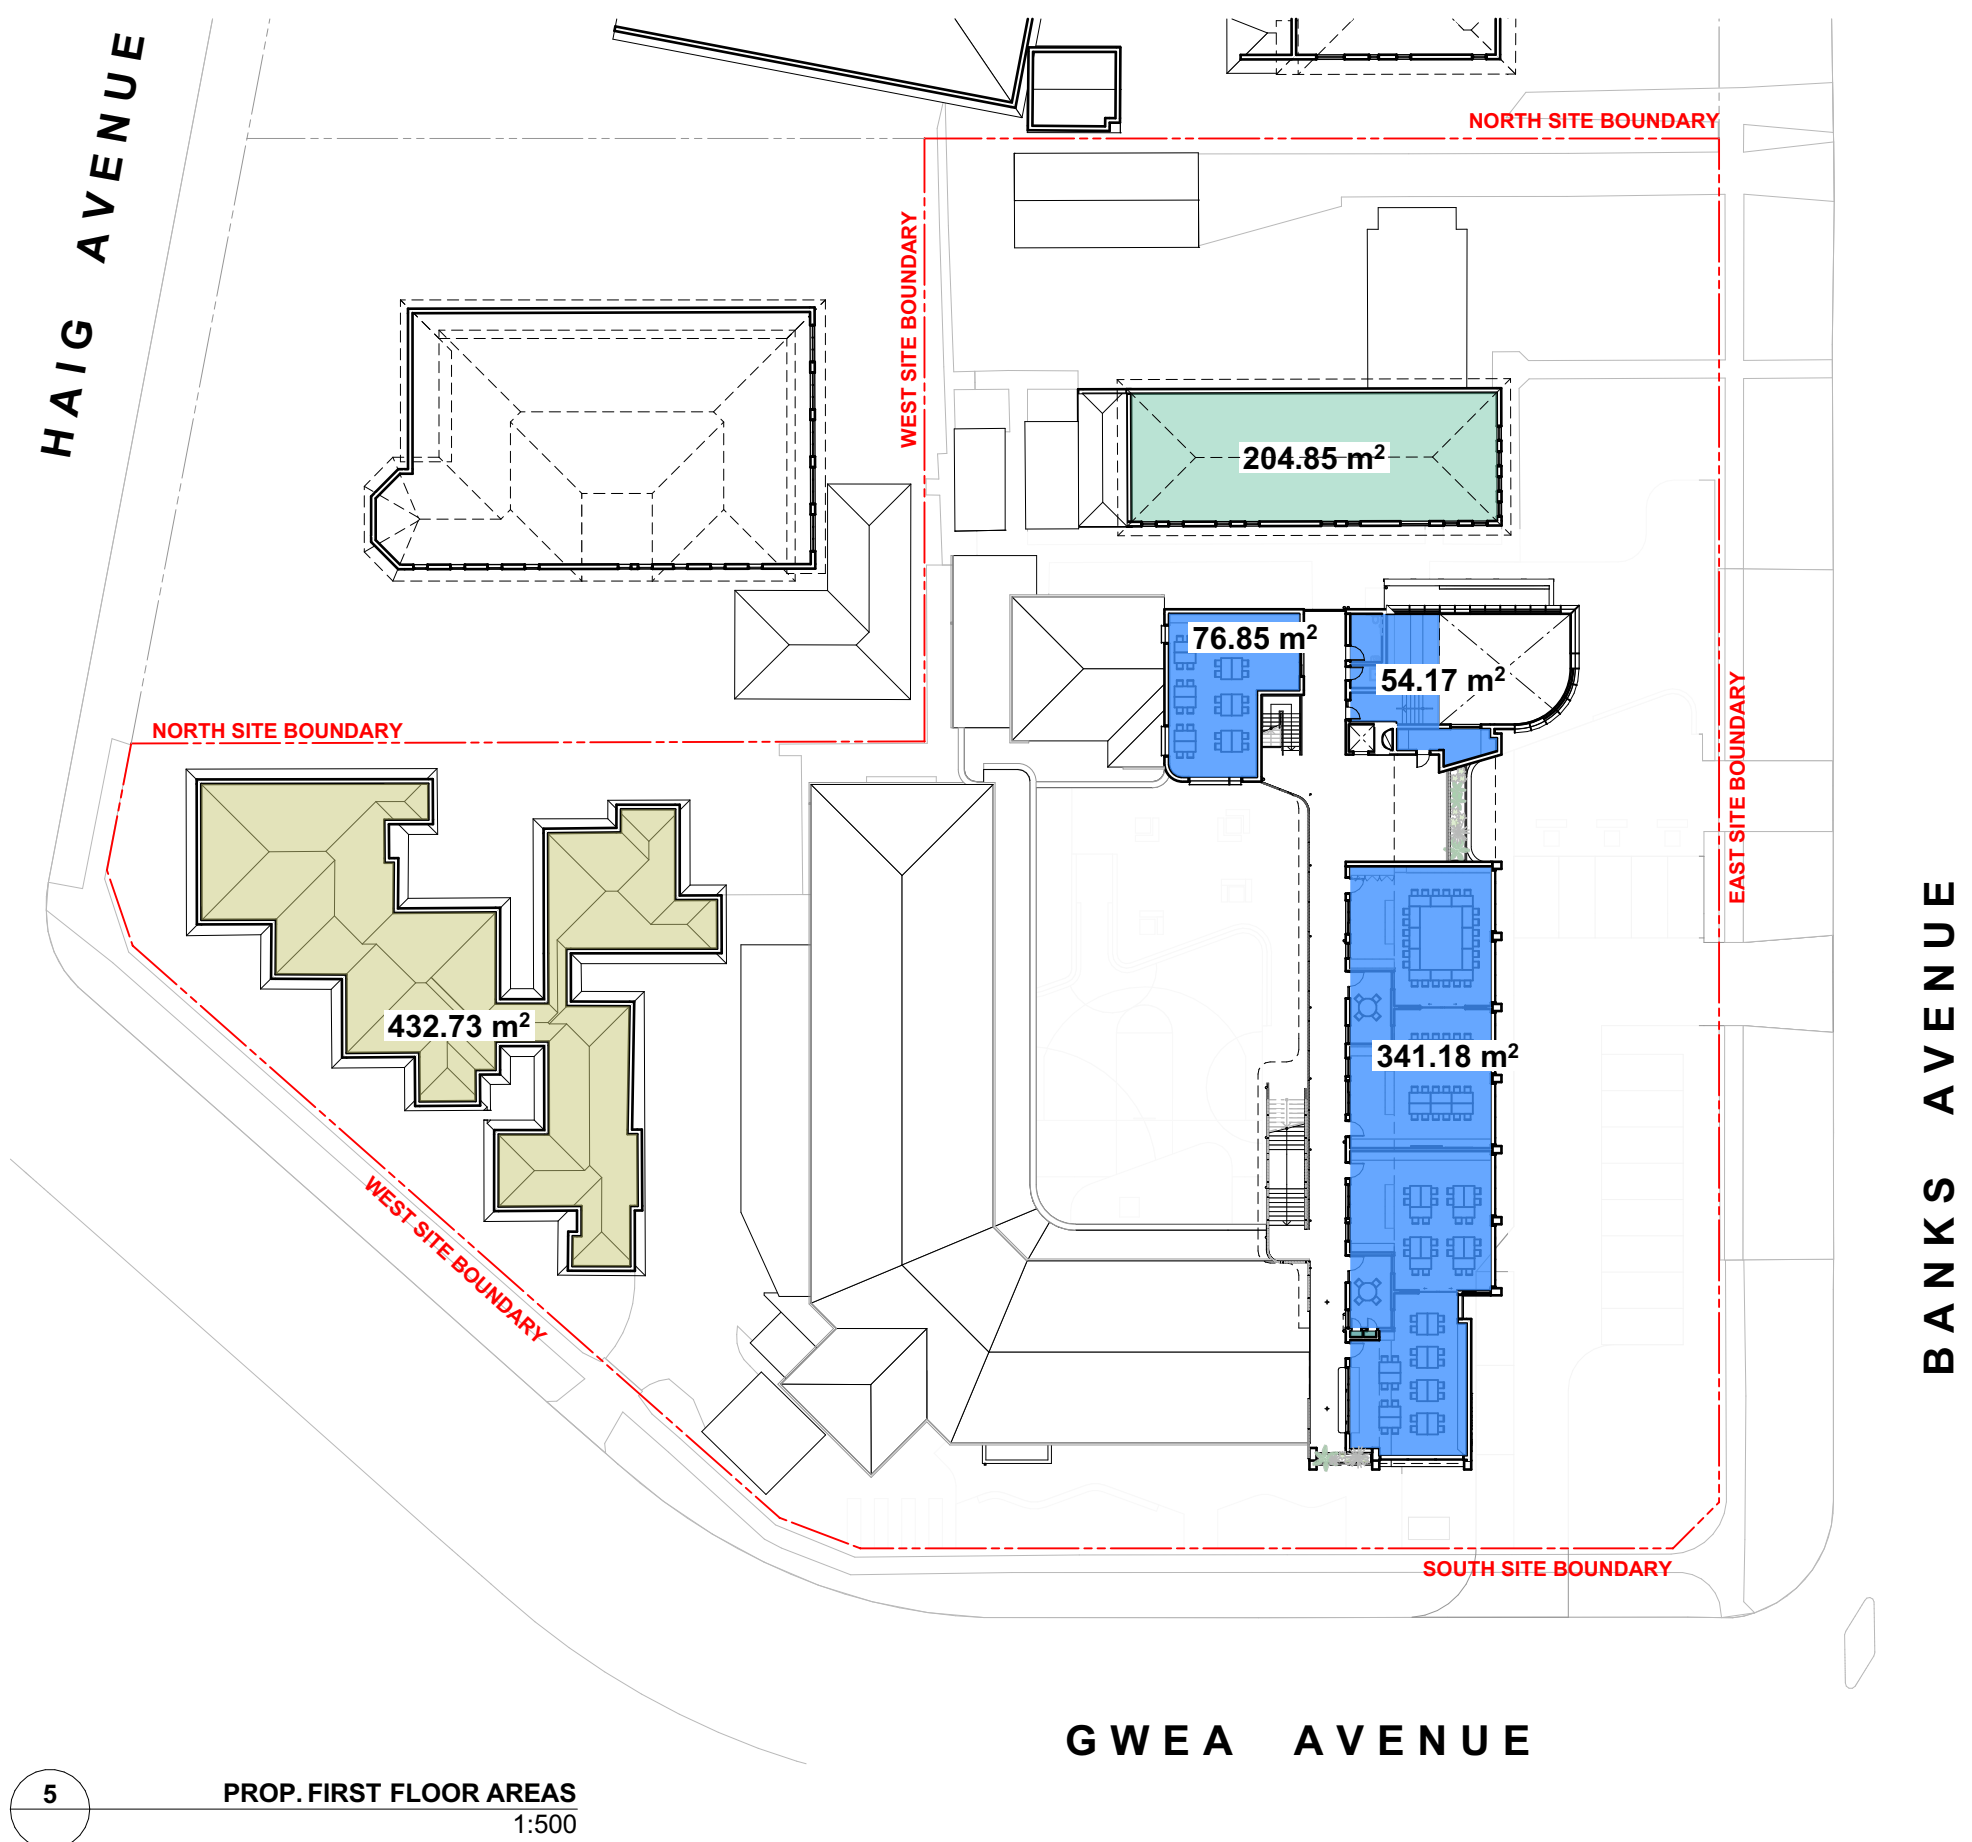 HAIG AVENUE
NORTH SITE BOUNDARY
WEST SITE BOUNDARY
204.85 m²
76.85 m²
54.17 m²
NORTH SITE BOUNDARY
EAST SITE BOUNDARY
432.73 m²
341.18 m²
BANKS AVENUE
WEST SITE BOUNDARY
SOUTH SITE BOUNDARY
GWEA AVENUE
5
PROP. FIRST FLOOR AREAS
1:500